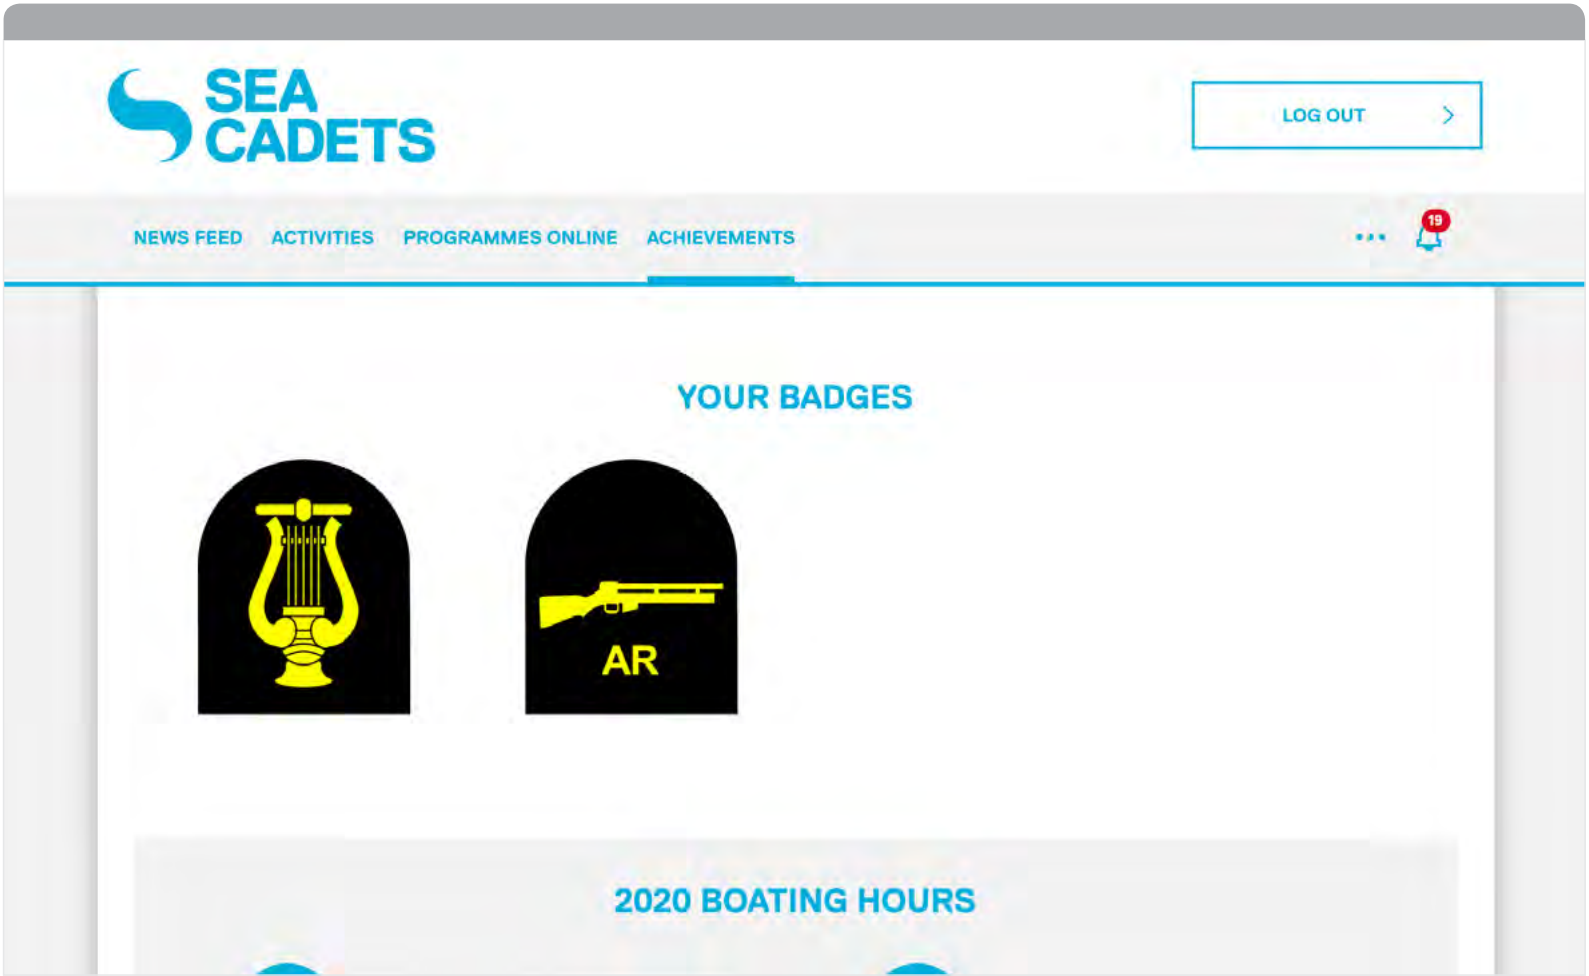 SEA
CADETS
LOG OUT
NEWS FEED ACTIVITIES PROGRAMMES ONLINE ACHIEVEMENTS
19
YOUR BADGES
AR
2020 BOATING HOURS